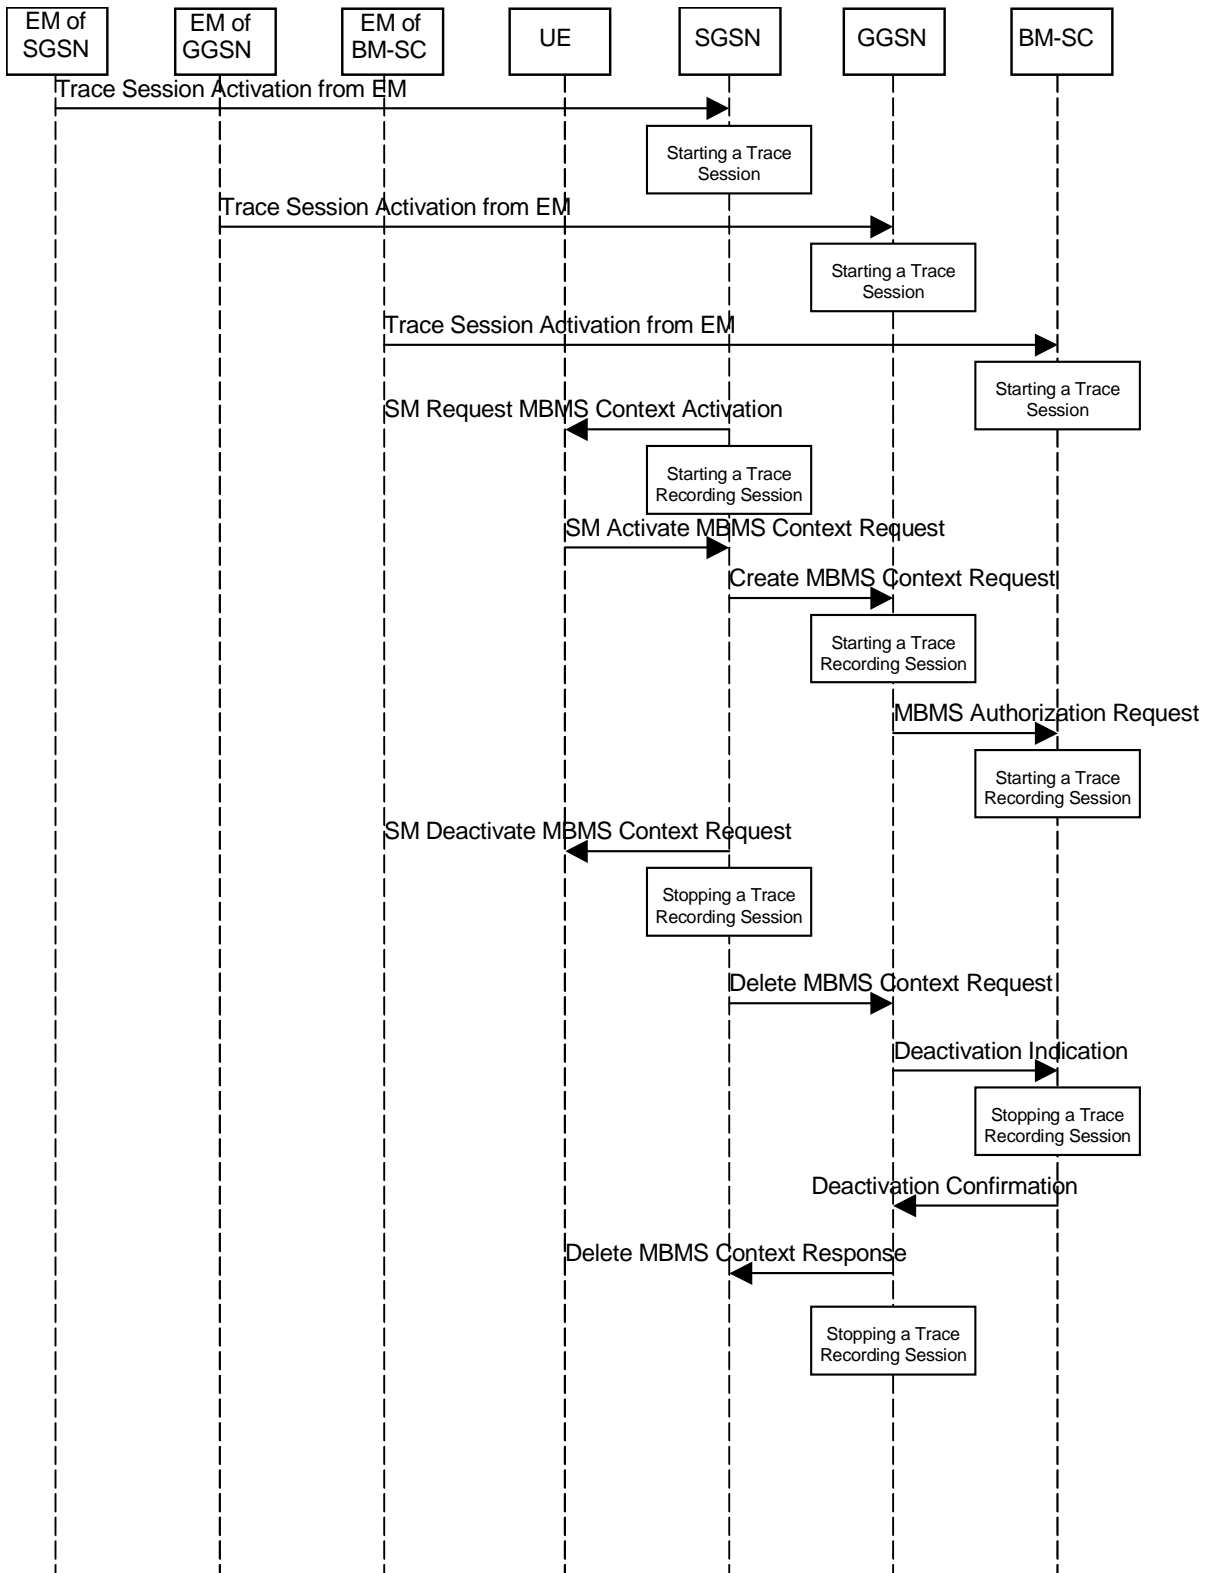 EM of
SGSN
EM of
GGSN
EM of
BM-SC
UE
SGSN
GGSN
BM-SC
Trace Session Activation from EM
Starting a Trace
Session
Trace Session Activation from EM
Starting a Trace
Session
Trace Session Activation from EM
Starting a Trace
Session
SM Request MBMS Context Activation
Starting a Trace
Recording Session
SM Activate MBMS Context Request
Create MBMS Context Request
Starting a Trace
Recording Session
MBMS Authorization Request
Starting a Trace
Recording Session
SM Deactivate MBMS Context Request
Stopping a Trace
Recording Session
Delete MBMS Context Request
Deactivation Indication
Stopping a Trace
Recording Session
Deactivation Confirmation
Delete MBMS Context Response
Stopping a Trace
Recording Session